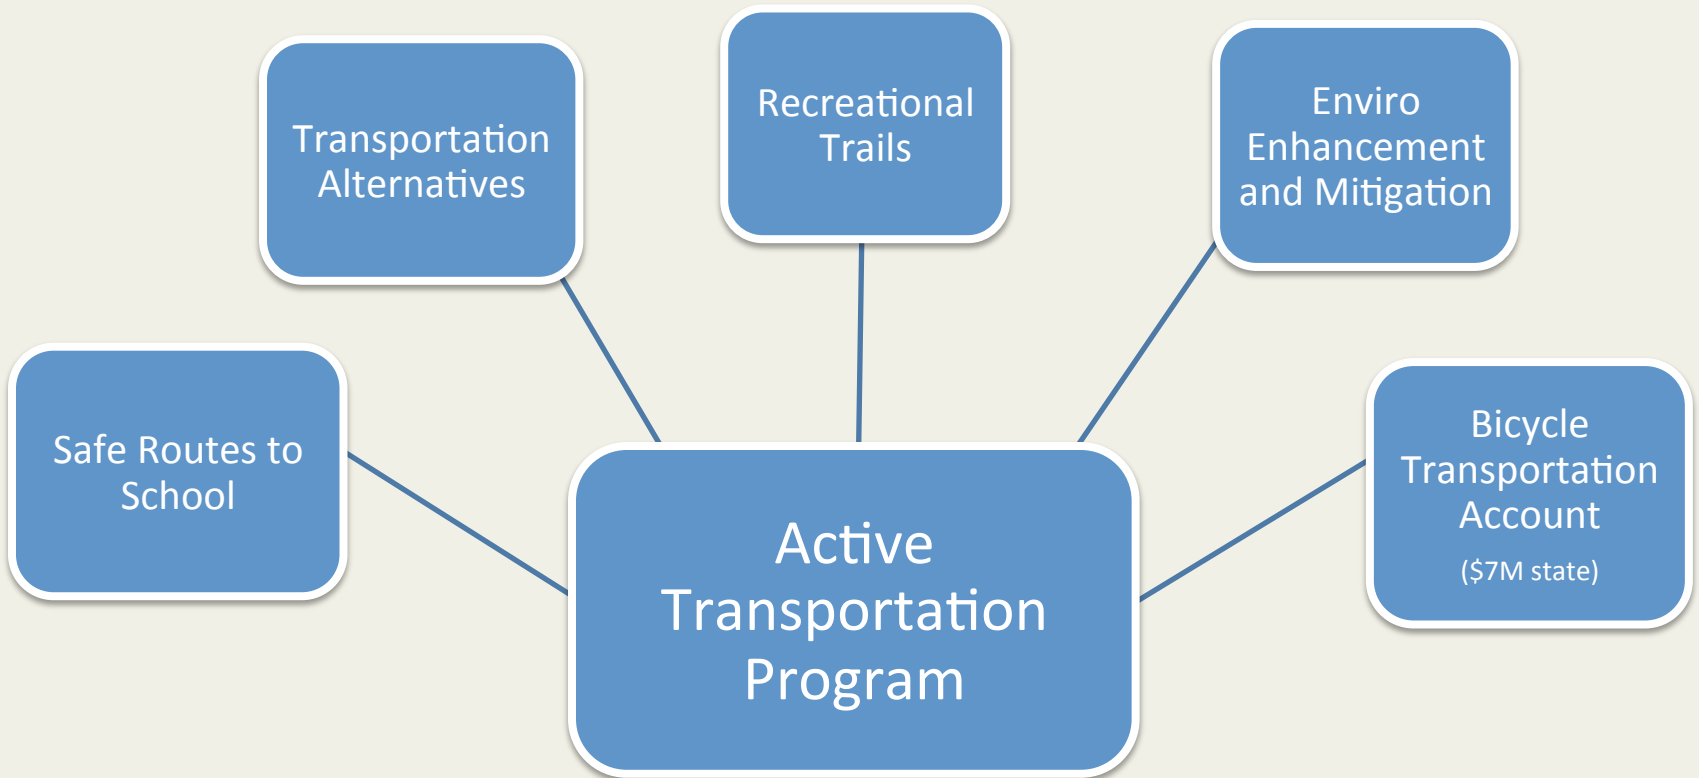 Transportation
Alternatives
Recreational
Trails
Enviro
Enhancement
and Mitigation
Safe Routes to
School
Bicycle
Transportation
Account
($7M state)
Active
Transportation
Program